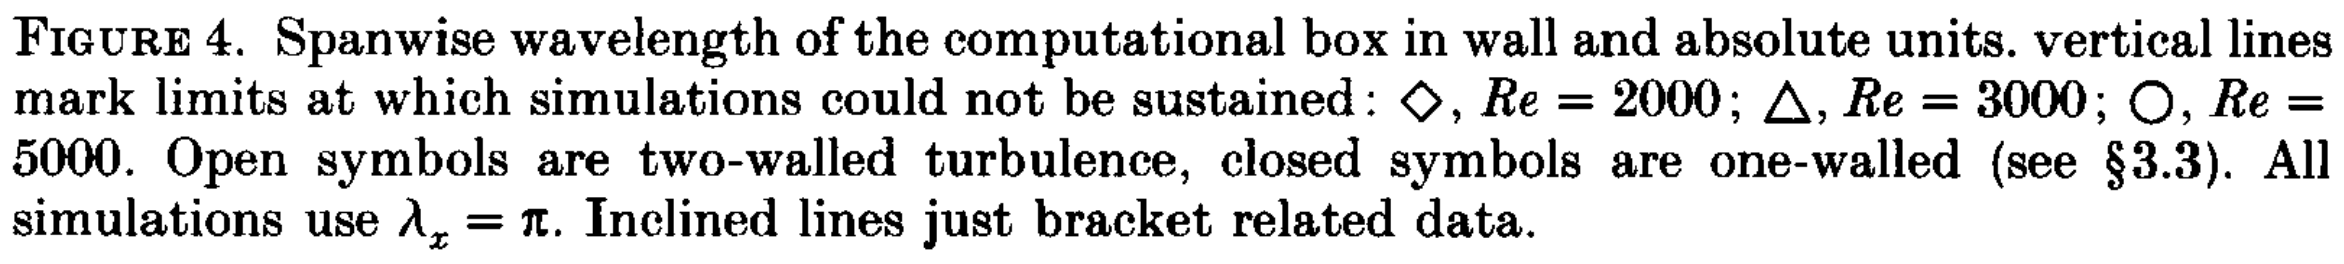 FIGURE 4. Spanwise wavelength of the computational box in wall and absolute units. vertical lines
mark limits at which simulations could not be sustained: ◇, Re = 2000; △, Re = 3000; ○, Re =
5000. Open symbols are two-walled turbulence, closed symbols are one-walled (see §3.3). All
simulations use λₓ = π. Inclined lines just bracket related data.